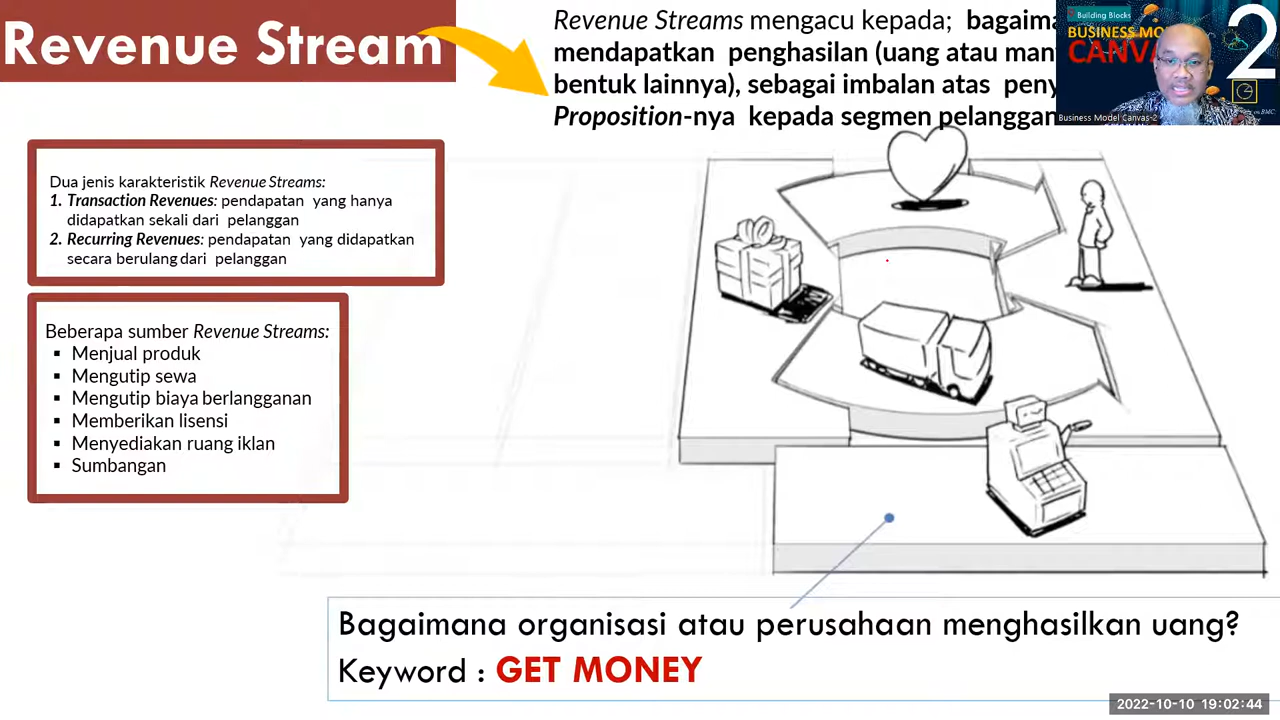 Revenue Stream
Revenue Streams mengacu kepada; bagaima
mendapatkan penghasilan (uang atau man
bentuk lainnya), sebagai imbalan atas peny
Proposition-nya kepada segmen pelanggan
Building Blocks
BUSINESS MO
CANVA
2
on BMC
Business Model Canvas-2
Dua jenis karakteristik Revenue Streams:
1. Transaction Revenues: pendapatan yang hanya
didapatkan sekali dari pelanggan
2. Recurring Revenues: pendapatan yang didapatkan
secara berulang dari pelanggan
Beberapa sumber Revenue Streams:
▪ Menjual produk
▪ Mengutip sewa
▪ Mengutip biaya berlangganan
▪ Memberikan lisensi
▪ Menyediakan ruang iklan
▪ Sumbangan
Bagaimana organisasi atau perusahaan menghasilkan uang?
Keyword : GET MONEY
2022-10-10 19:02:44